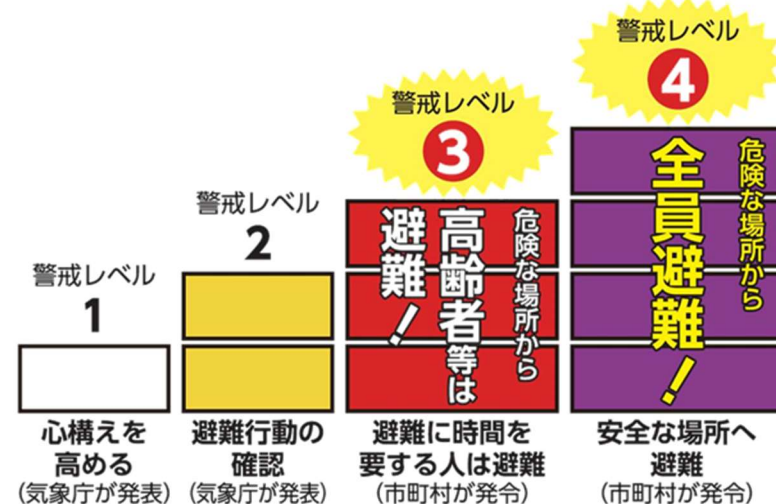 警戒レベル
1
心構えを
高める
(気象庁が発表)
警戒レベル
2
避難行動の
確認
(気象庁が発表)
警戒レベル
3
危険な場所から
高齢者等は
避難!
避難に時間を
要する人は避難
(市町村が発令)
警戒レベル
4
危険な場所から
全員避難!
安全な場所へ
避難
(市町村が発令)